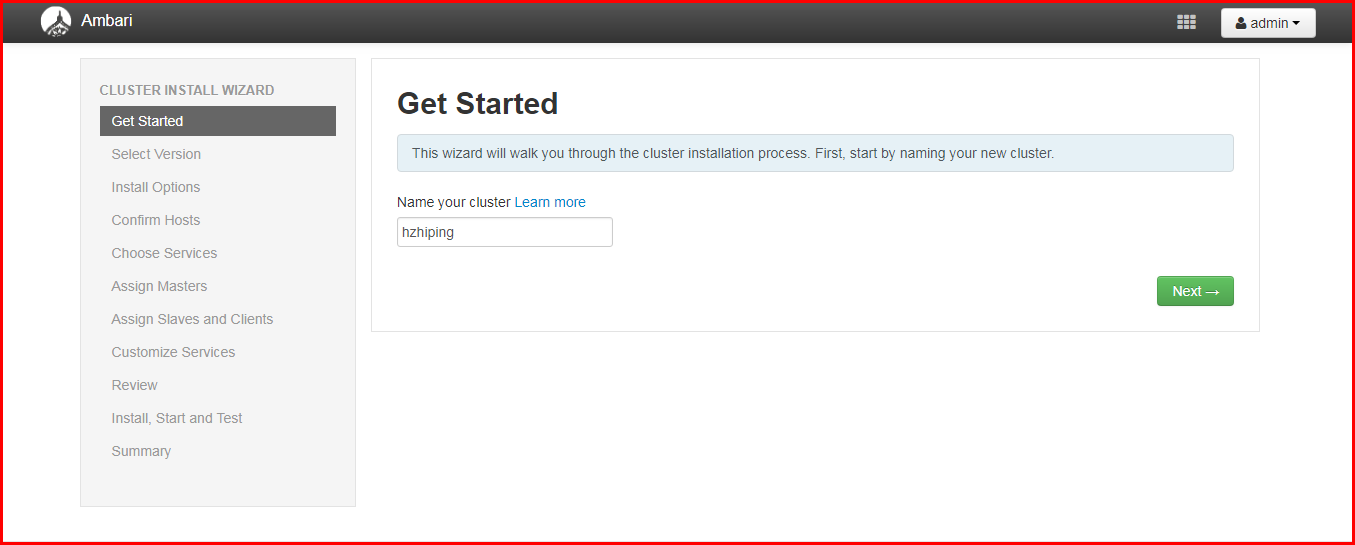 Ambari
admin
CLUSTER INSTALL WIZARD
Get Started
Select Version
Install Options
Confirm Hosts
Choose Services
Assign Masters
Assign Slaves and Clients
Customize Services
Review
Install, Start and Test
Summary
Get Started
This wizard will walk you through the cluster installation process. First, start by naming your new cluster.
Name your cluster Learn more
hzhiping
Next →